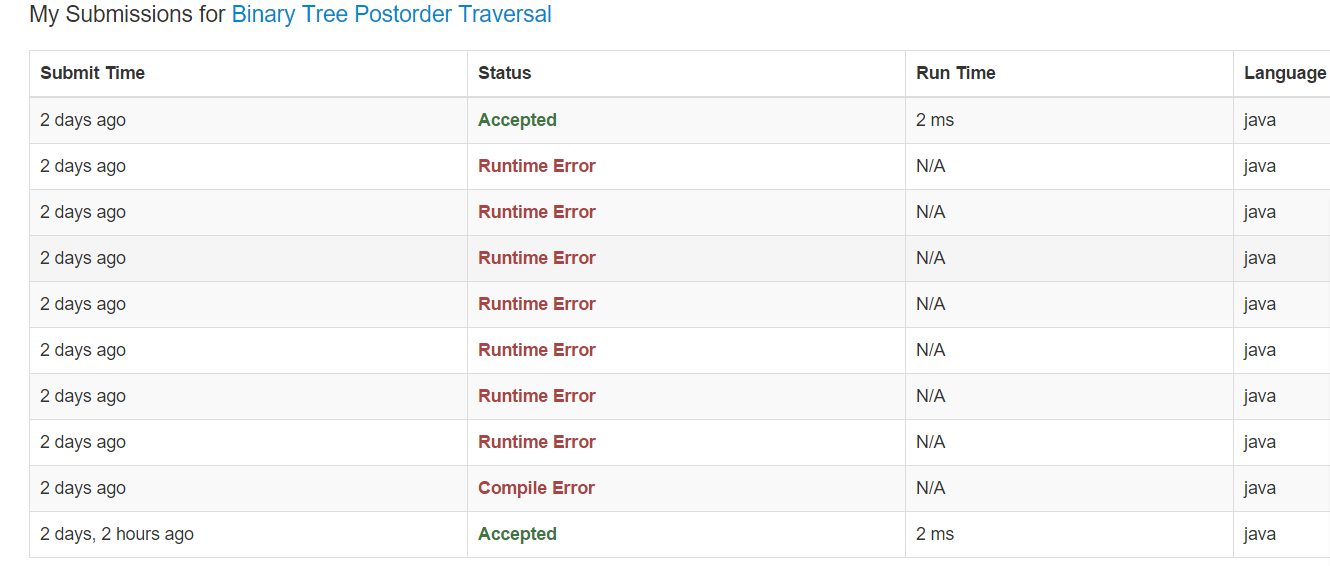 My Submissions for Binary Tree Postorder Traversal
Submit Time Status Run Time Language
2 days ago Accepted 2 ms java
2 days ago Runtime Error N/A java
2 days ago Runtime Error N/A java
2 days ago Runtime Error N/A java
2 days ago Runtime Error N/A java
2 days ago Runtime Error N/A java
2 days ago Runtime Error N/A java
2 days ago Runtime Error N/A java
2 days ago Compile Error N/A java
2 days, 2 hours ago Accepted 2 ms java